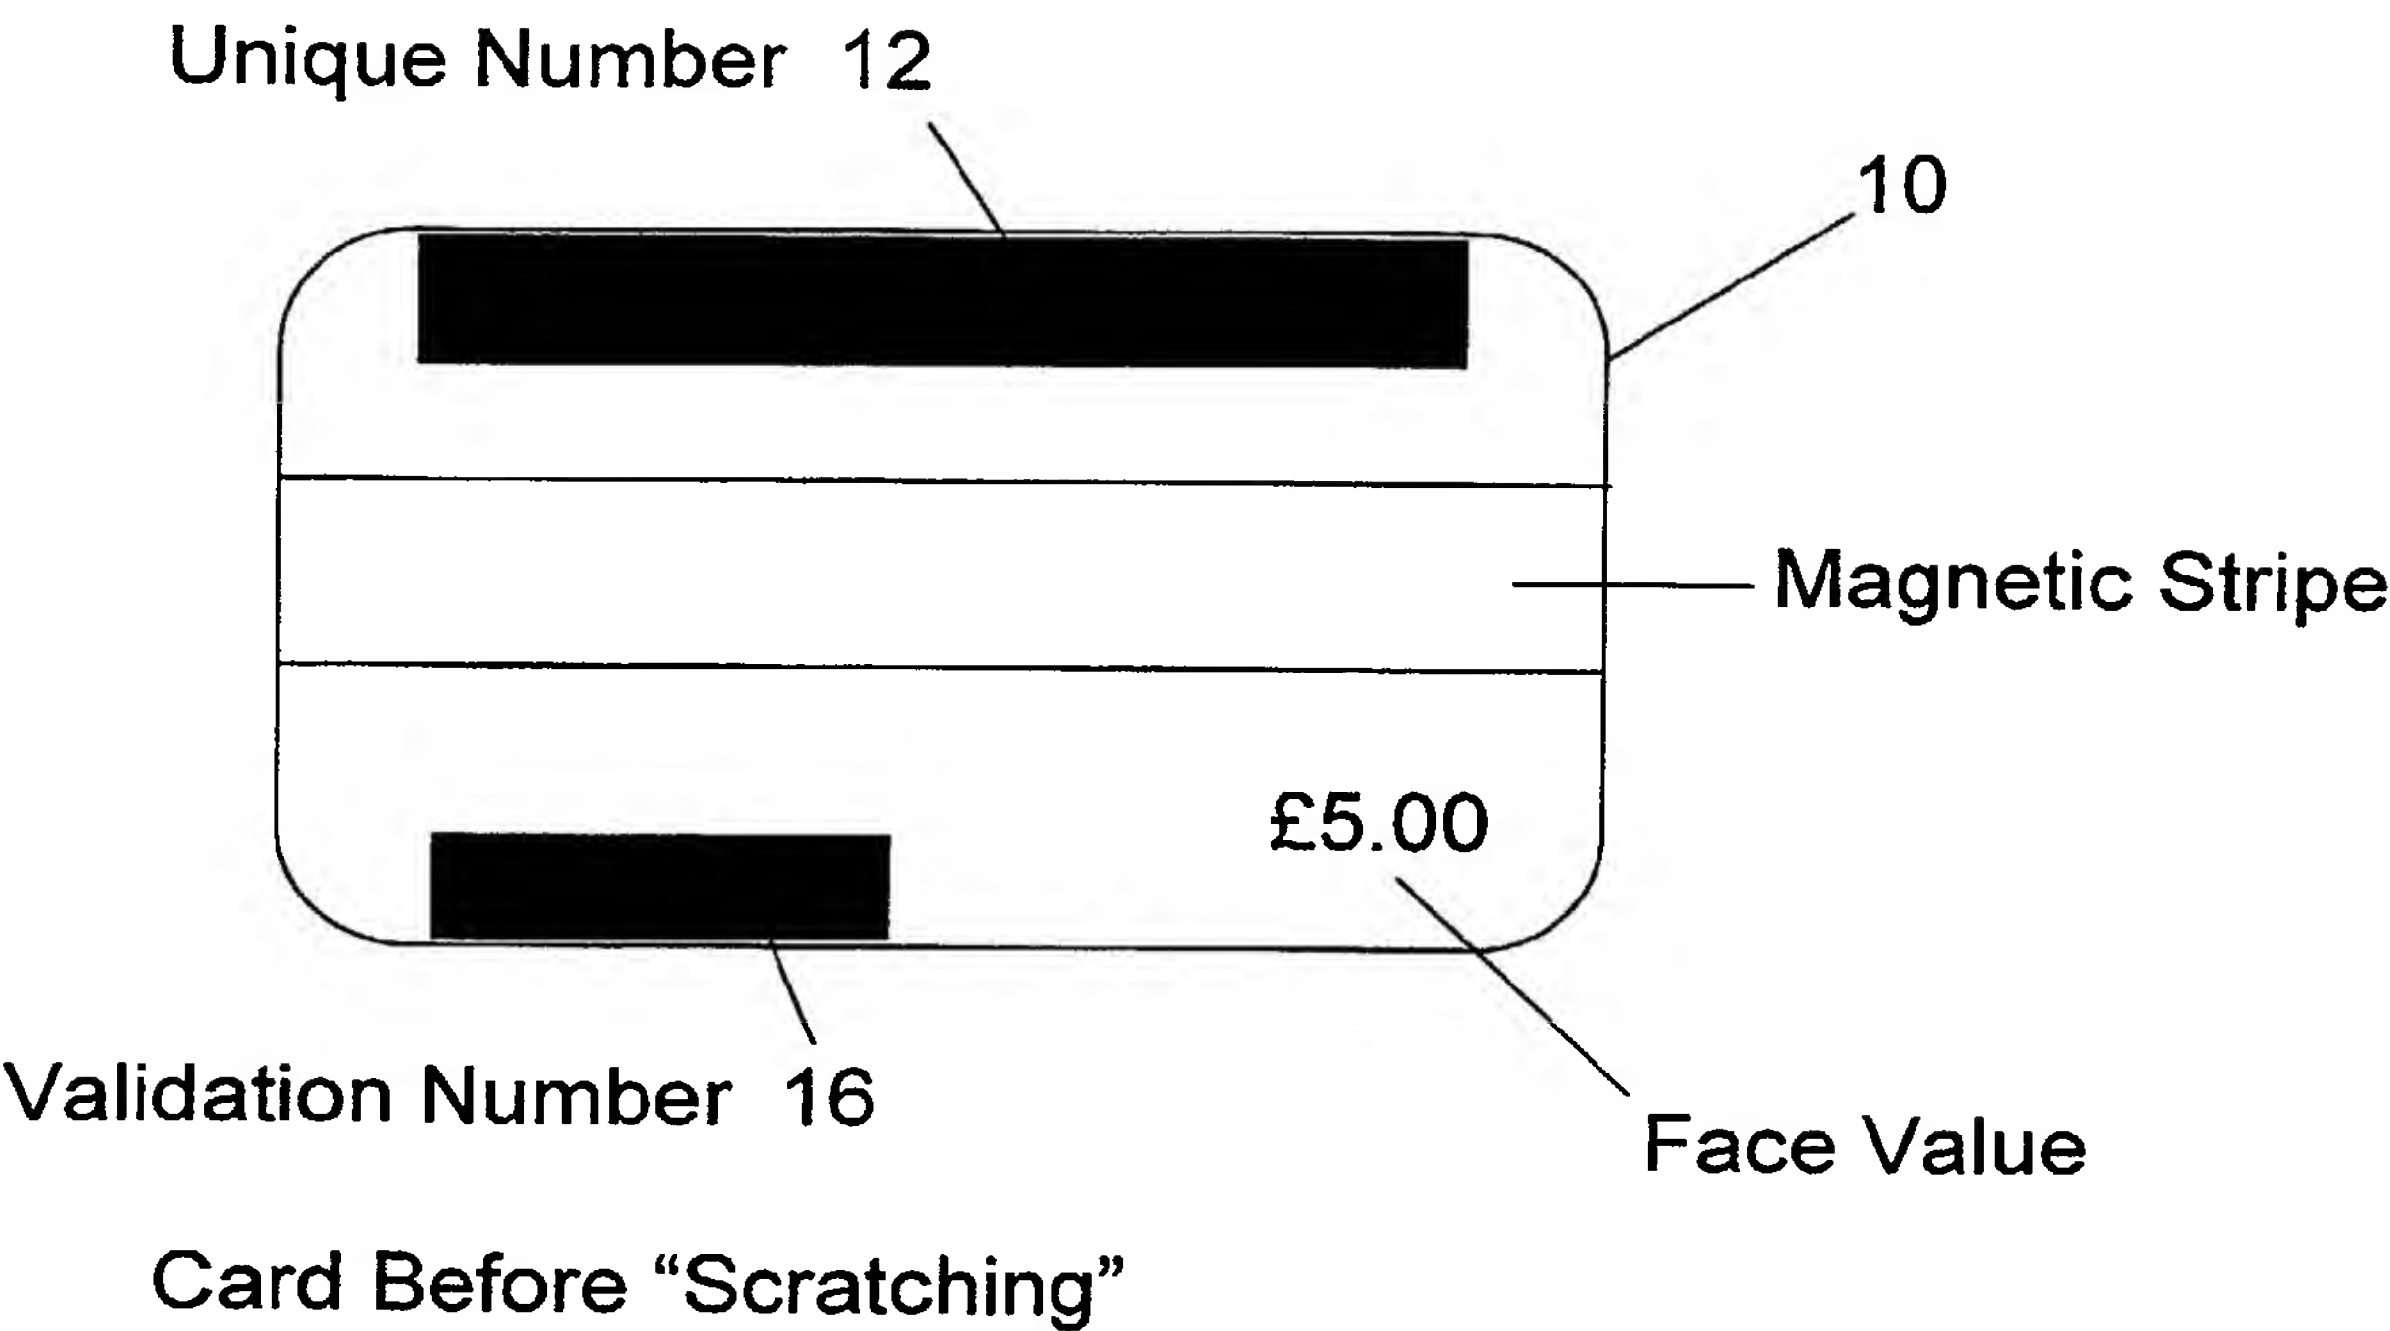 Unique Number 12
10
Magnetic Stripe
£5.00
Validation Number 16
Face Value
Card Before “Scratching”